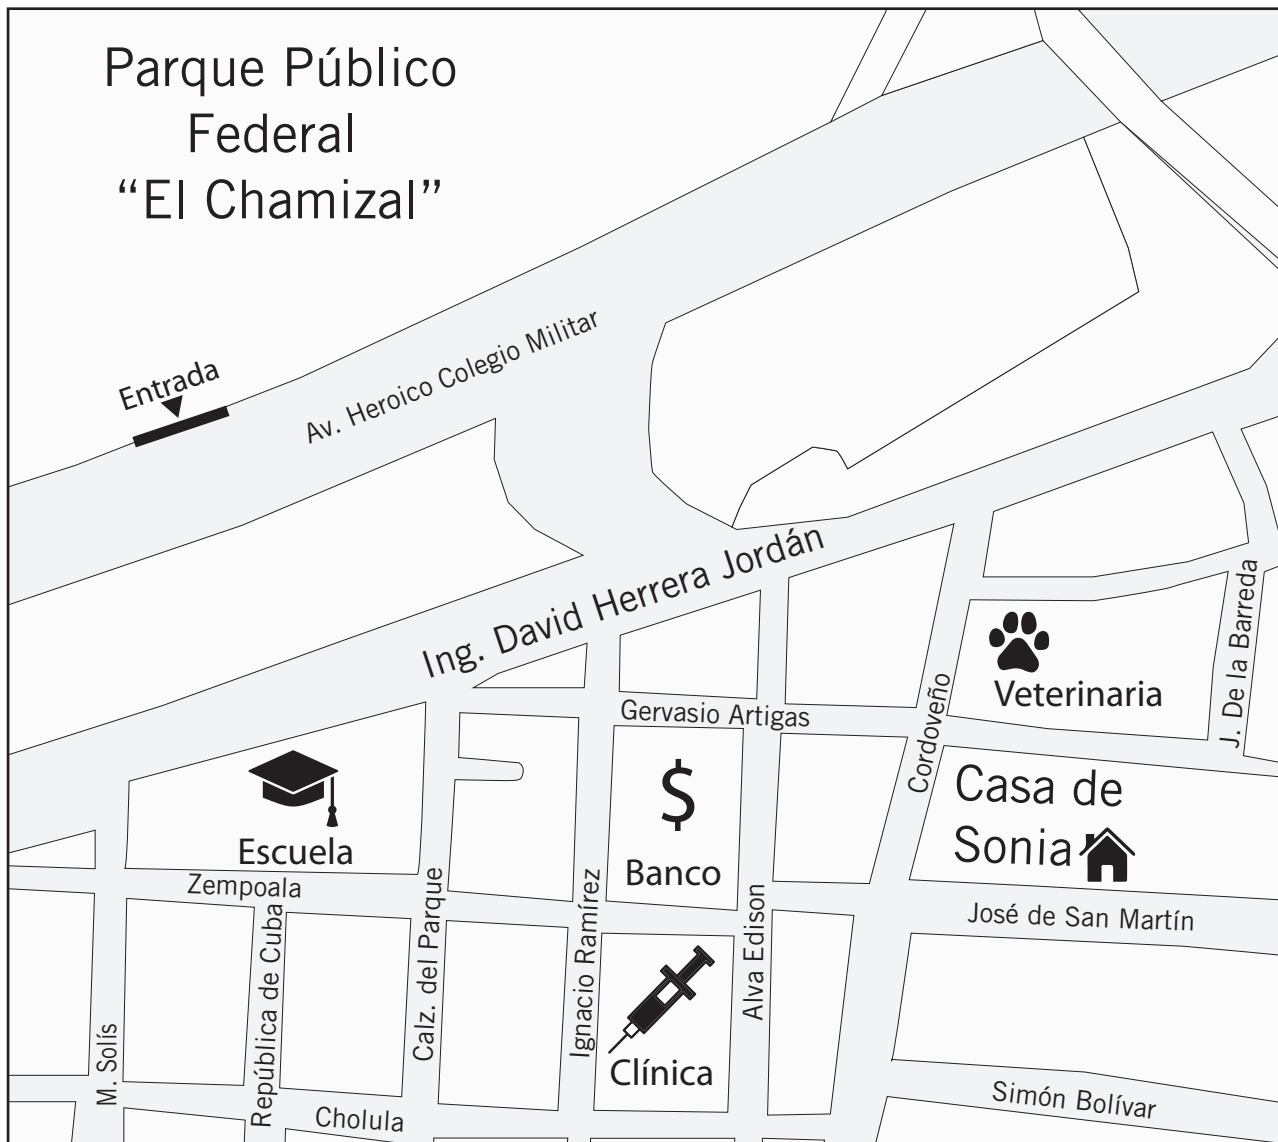 Parque Público
Federal
“El Chamizal”
Entrada
Av. Heroico Colegio Militar
Ing. David Herrera Jordán
J. De la Barreda
Veterinaria
Cordoveño
Gervasio Artigas
Casa de
Sonia
$
Banco
Escuela
Zempoala
José de San Martín
República de Cuba
Calz. del Parque
Ignacio Ramírez
Alva Edison
M. Solís
Clínica
Simón Bolívar
Cholula